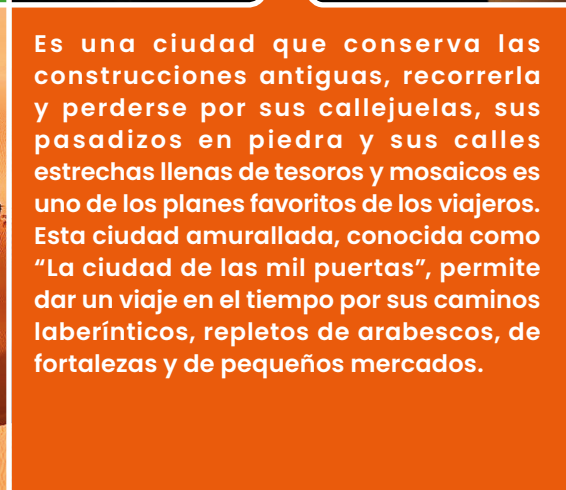 Es una ciudad que conserva las
construcciones antiguas, recorrerla
y perderse por sus callejuelas, sus
pasadizos en piedra y sus calles
estrechas llenas de tesoros y mosaicos es
uno de los planes favoritos de los viajeros.
Esta ciudad amurallada, conocida como
“La ciudad de las mil puertas”, permite
dar un viaje en el tiempo por sus caminos
laberínticos, repletos de arabescos, de
fortalezas y de pequeños mercados.